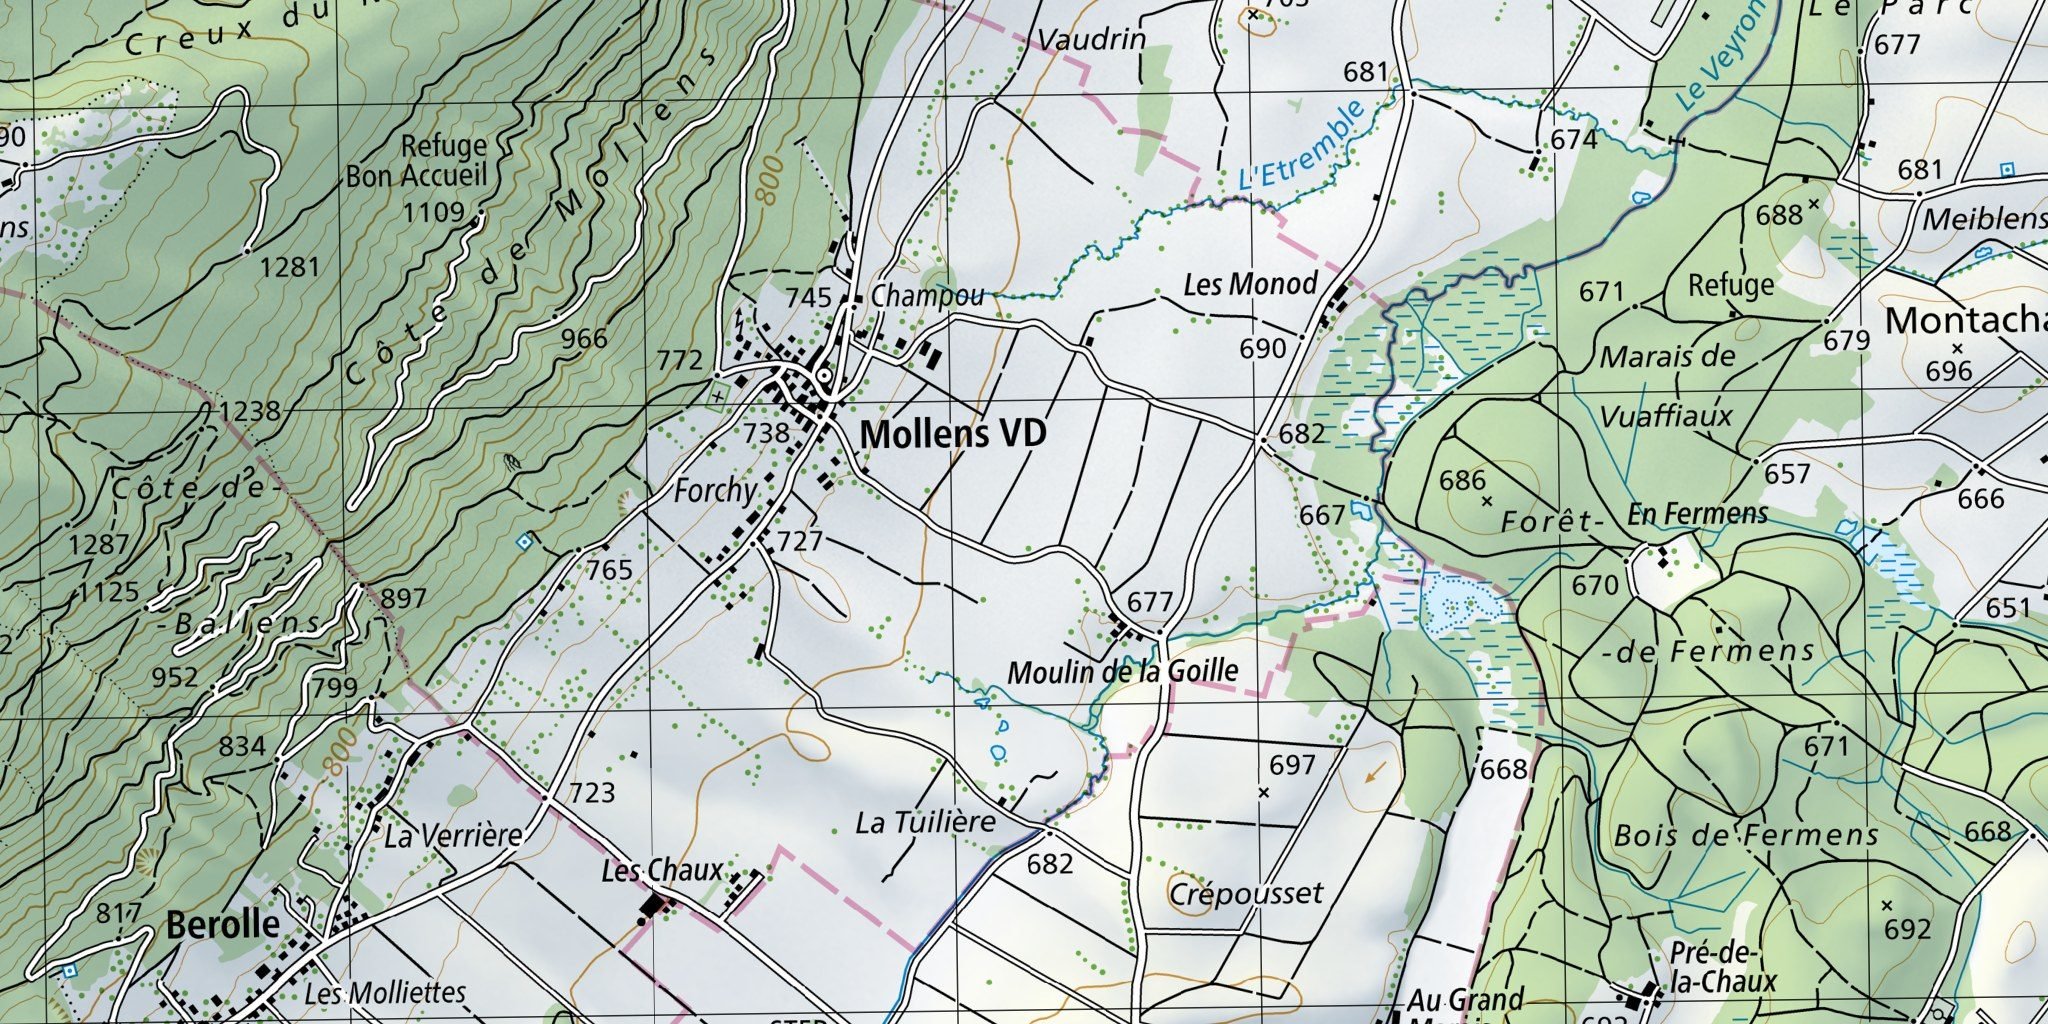 Creux du
Vaudrin
Le Parc
677
681
Le Veyron
90
Refuge
Bon Accueil
1109
Côte de Mollens
800
L'Etremble
674
681
688
Meiblens
ns
1281
745
Champou
Les Monod
671
Refuge
966
772
690
679
Montacha
Marais de
Vuaffiaux
696
1238
738
Mollens VD
682
657
Côte de-
-Ballens
Forchy
686
666
667
Forêt-
-de Fermens
En Fermens
1287
727
765
670
1125
897
677
651
2
952
799
Moulin de la Goille
834
800
671
697
668
723
La Verrière
La Tuilière
Bois de Fermens
668
Les Chaux
682
Crépousset
817
Berolle
692
Pré-de-
la-Chaux
Les Molliettes
Au Grand